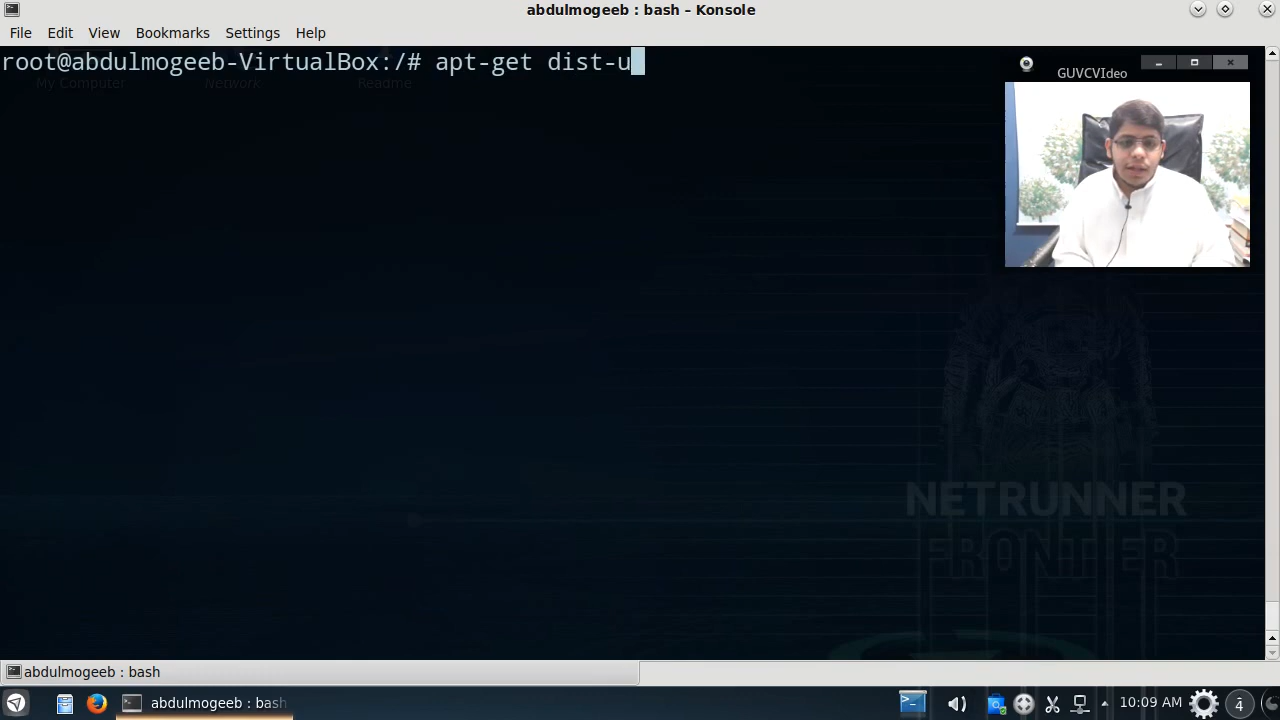 abdulmogeeb : bash – Konsole
File Edit View Bookmarks Settings Help
root@abdulmogeeb-VirtualBox:/# apt-get dist-u
My Computer Network Readme
GUVCVIdeo
NETRUNNER
FRONTIER
abdulmogeeb : bash
abdulmogeeb : bash
10:09 AM
4